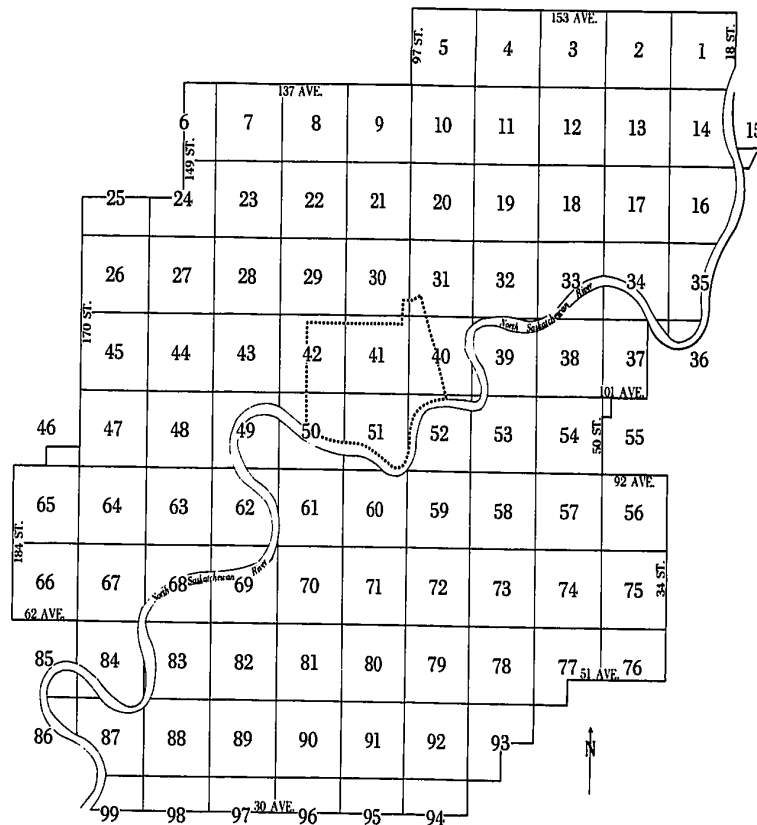 153 AVE.
97 ST.
5 4 3 2 1
18 ST.
137 AVE.
6 7 8 9 10 11 12 13 14 15
149 ST.
25 24 23 22 21 20 19 18 17 16
26 27 28 29 30 31 32 33 34 35
170 ST.
North Saskatchewan River
45 44 43 42 41 40 39 38 37 36
101 AVE.
46 47 48 49 50 51 52 53 54 55
50 ST.
92 AVE.
65 64 63 62 61 60 59 58 57 56
184 ST.
34 ST.
66 67 68 69 70 71 72 73 74 75
North Saskatchewan River
62 AVE.
85 84 83 82 81 80 79 78 77 76
51 AVE.
86 87 88 89 90 91 92 93
N
30 AVE.
99 98 97 96 95 94